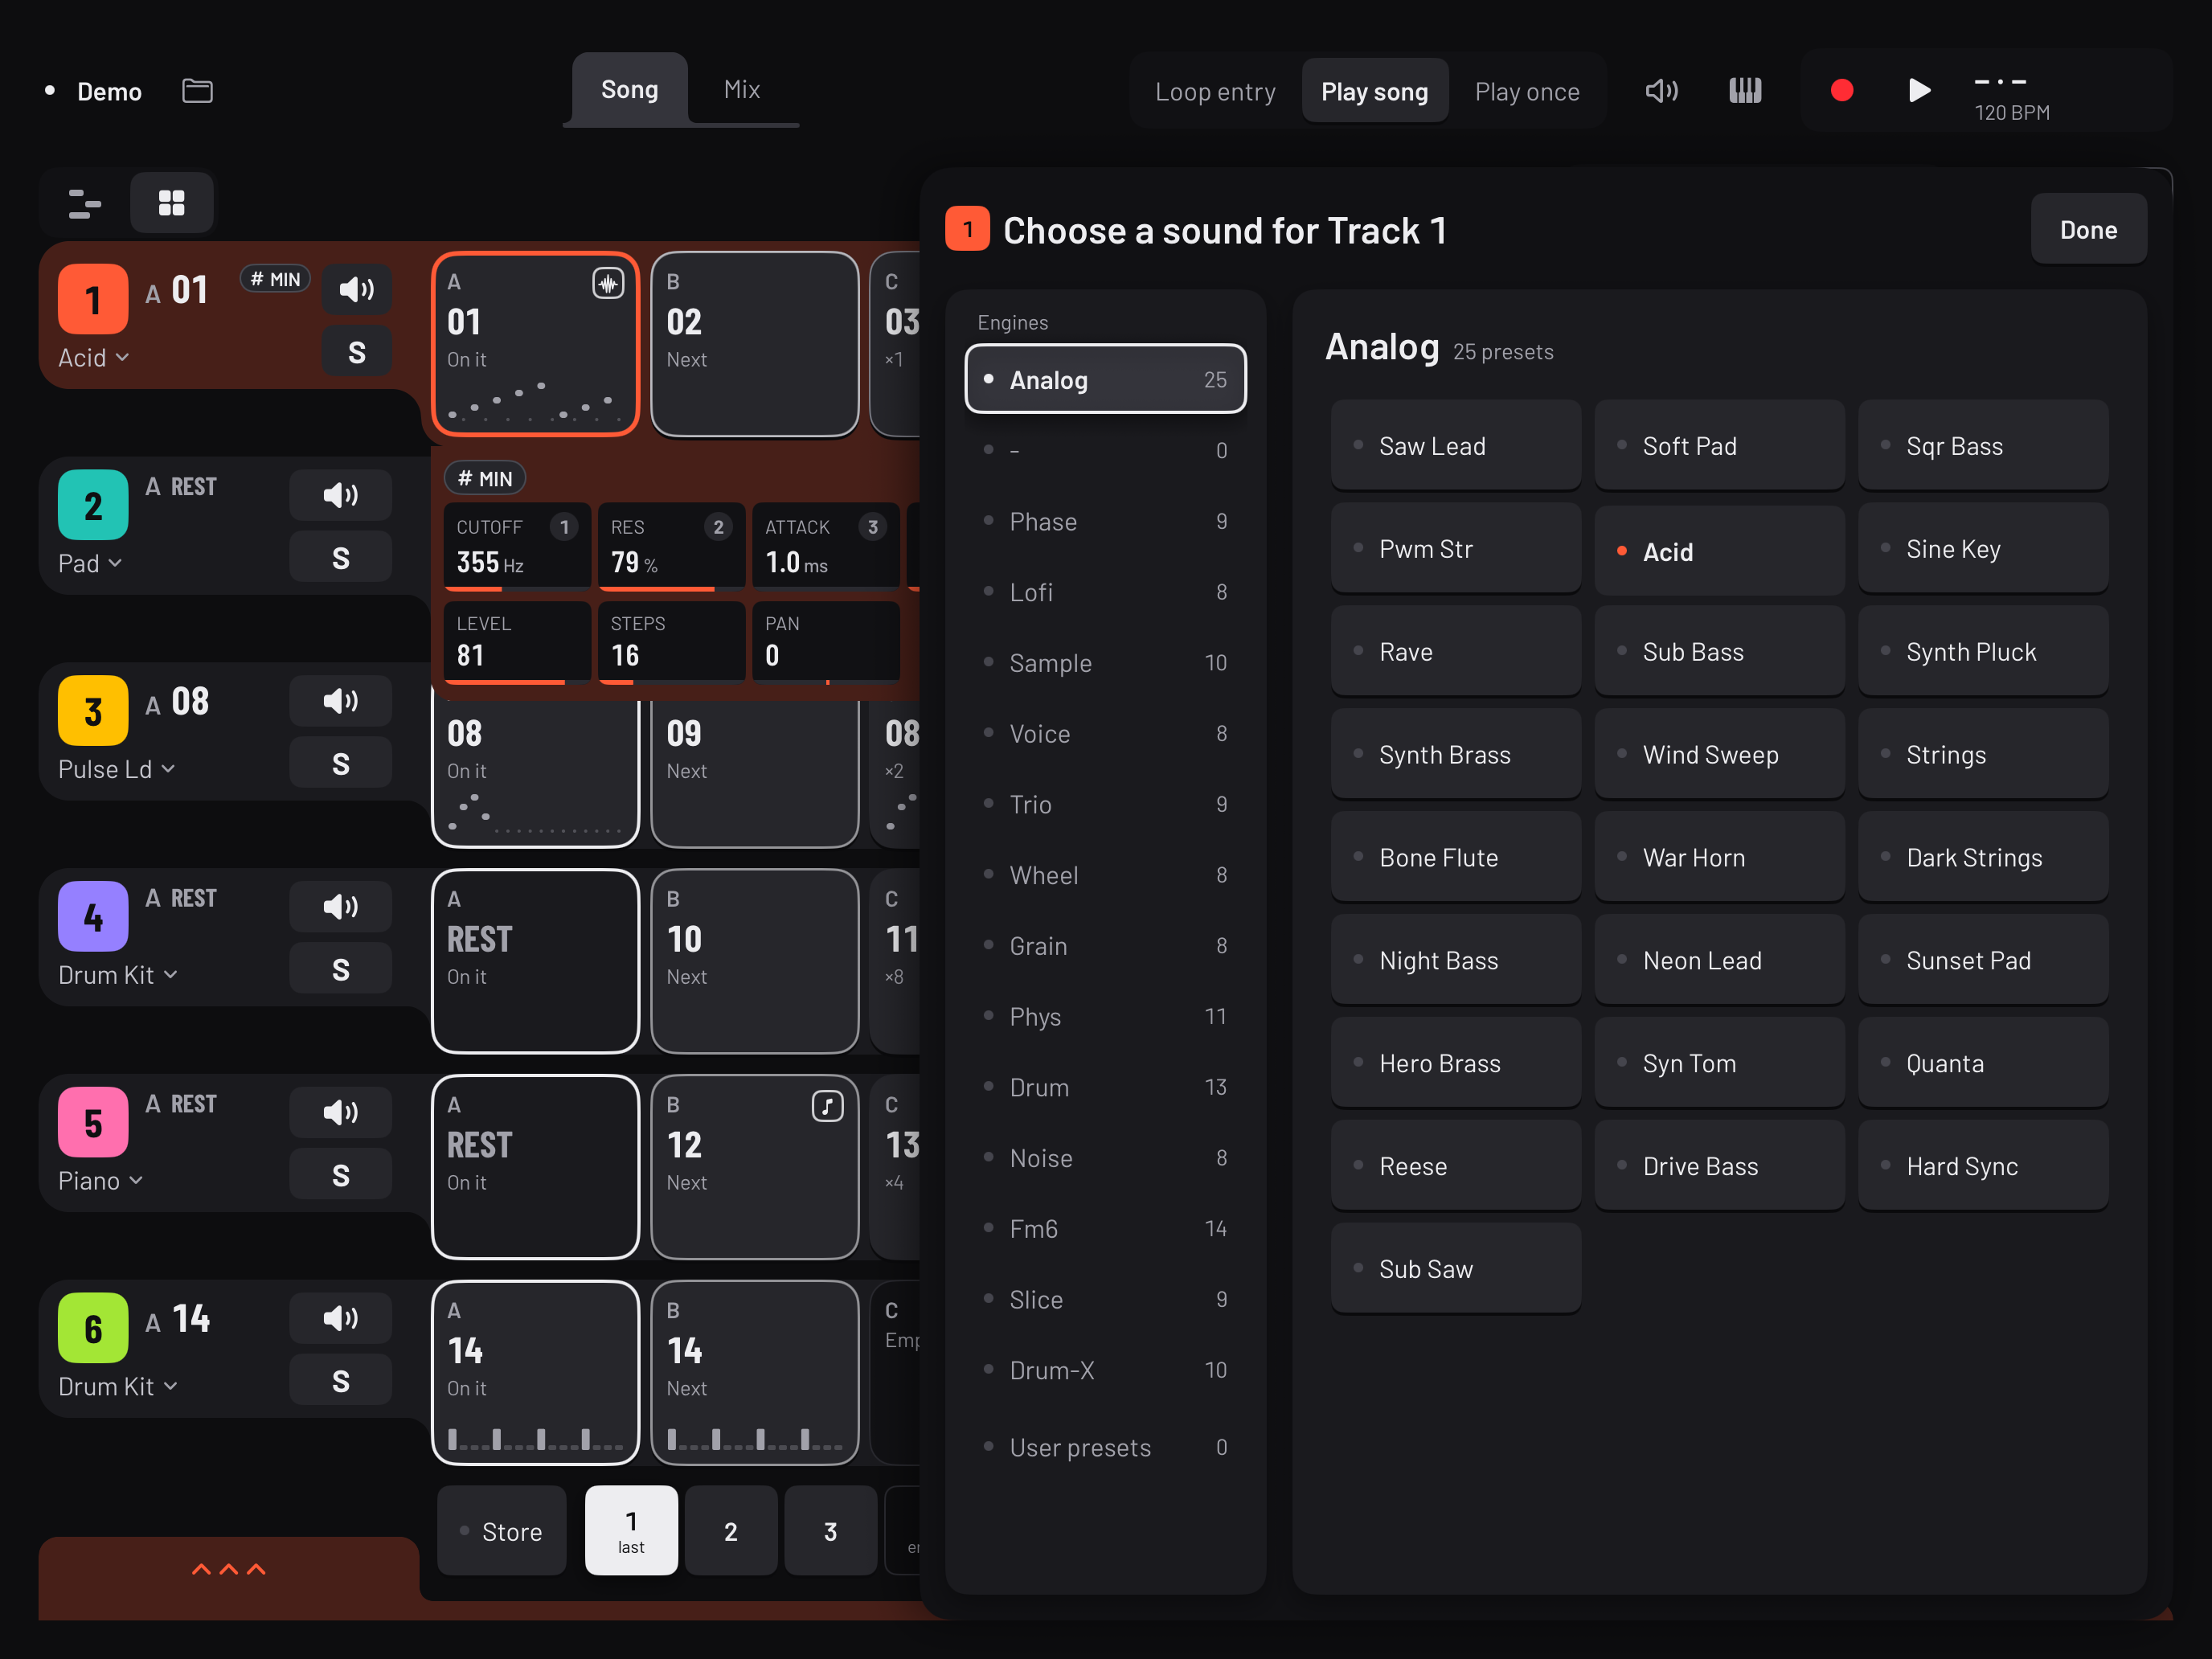 Demo
Song
Mix
Loop entry
Play song
Play once
120 BPM
1
A 01
# MIN
Acid
S
A
01
On it
B
02
Next
C
03
×1
# MIN
CUTOFF 1
355 Hz
RES 2
79 %
ATTACK 3
1.0 ms
LEVEL
81
STEPS
16
PAN
0
2
A REST
Pad
S
3
A 08
Pulse Ld
S
08
On it
09
Next
08
×2
4
A REST
Drum Kit
S
A
REST
On it
B
10
Next
C
11
×8
5
A REST
Piano
S
A
REST
On it
B
12
Next
C
13
×4
6
A 14
Drum Kit
S
A
14
On it
B
14
Next
C
Store
1
last
2
3
1 Choose a sound for Track 1
Done
Engines
Analog 25
- 0
Phase 9
Lofi 8
Sample 10
Voice 8
Trio 9
Wheel 8
Grain 8
Phys 11
Drum 13
Noise 8
Fm6 14
Slice 9
Drum-X 10
User presets 0
Analog 25 presets
Saw Lead
Soft Pad
Sqr Bass
Pwm Str
Acid
Sine Key
Rave
Sub Bass
Synth Pluck
Synth Brass
Wind Sweep
Strings
Bone Flute
War Horn
Dark Strings
Night Bass
Neon Lead
Sunset Pad
Hero Brass
Syn Tom
Quanta
Reese
Drive Bass
Hard Sync
Sub Saw